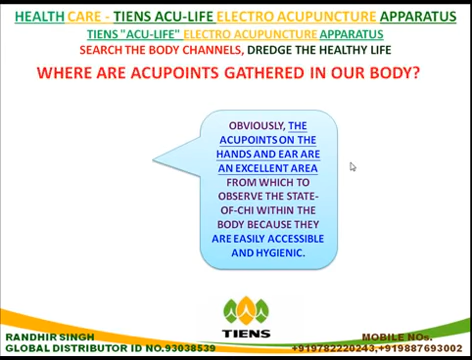 HEALTH CARE - TIENS ACU-LIFE ELECTRO ACUPUNCTURE APPARATUS
TIENS "ACU-LIFE" ELECTRO ACUPUNCTURE APPARATUS
SEARCH THE BODY CHANNELS, DREDGE THE HEALTHY LIFE
WHERE ARE ACUPOINTS GATHERED IN OUR BODY?
OBVIOUSLY, THE
ACUPOINTS ON THE
HANDS AND EAR ARE
AN EXCELLENT AREA
FROM WHICH TO
OBSERVE THE STATE-
OF-CHI WITHIN THE
BODY BECAUSE THEY
ARE EASILY ACCESSIBLE
AND HYGIENIC.
TIENS
RANDHIR SINGH
GLOBAL DISTRIBUTOR ID NO.93038539
MOBILE NOs.
+919782220243,+919887693002